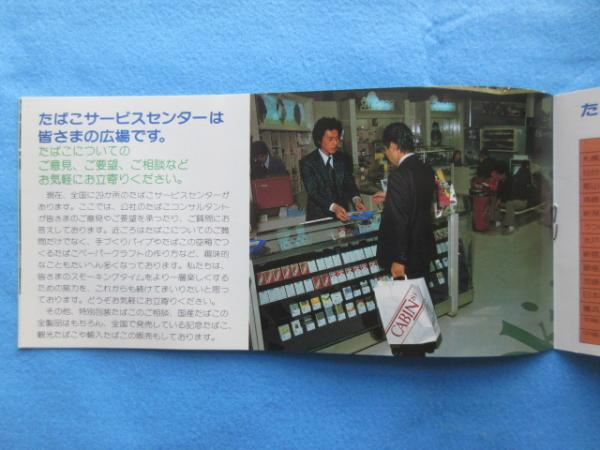 たばこサービスセンターは
皆さまの広場です。
たばこについての
ご意見、ご要望、ご相談など
お気軽にお立寄りください。
現在、全国に29か所のたばこサービスセンターが
あります。ここでは、公社のたばこコンサルタント
が皆さまのご意見やご要望を承ったり、ご質問にお
答えしております。近ごろはたばこについてのご質
問だけでなく、手づくりパイプやたばこの空箱でつ
くるたばこペーパークラフトの作り方など、趣味的
なこともたいへん多くなっております。私たちは、
皆さまのスモーキングタイムをより一層楽しくする
ための努力を、これからも続けてまいりたいと思っ
ております。どうぞお気軽にお立寄りください。
その他、特別包装たばこのご相談、国産たばこの
全製品はもちろん、全国で発売している記念たばこ、
観光たばこや輸入たばこの販売もしております。
CABIN
た